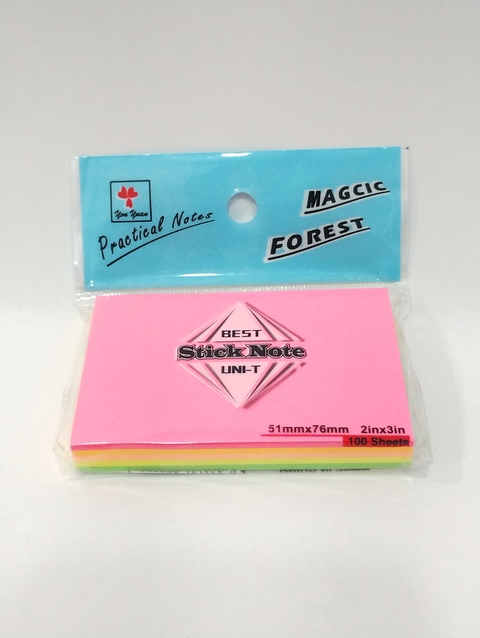 You Yuan
Practical Notes
MAGCIC
FOREST
BEST
Stick Note
UNI-T
51mmx76mm 2inx3in
100 Sheets